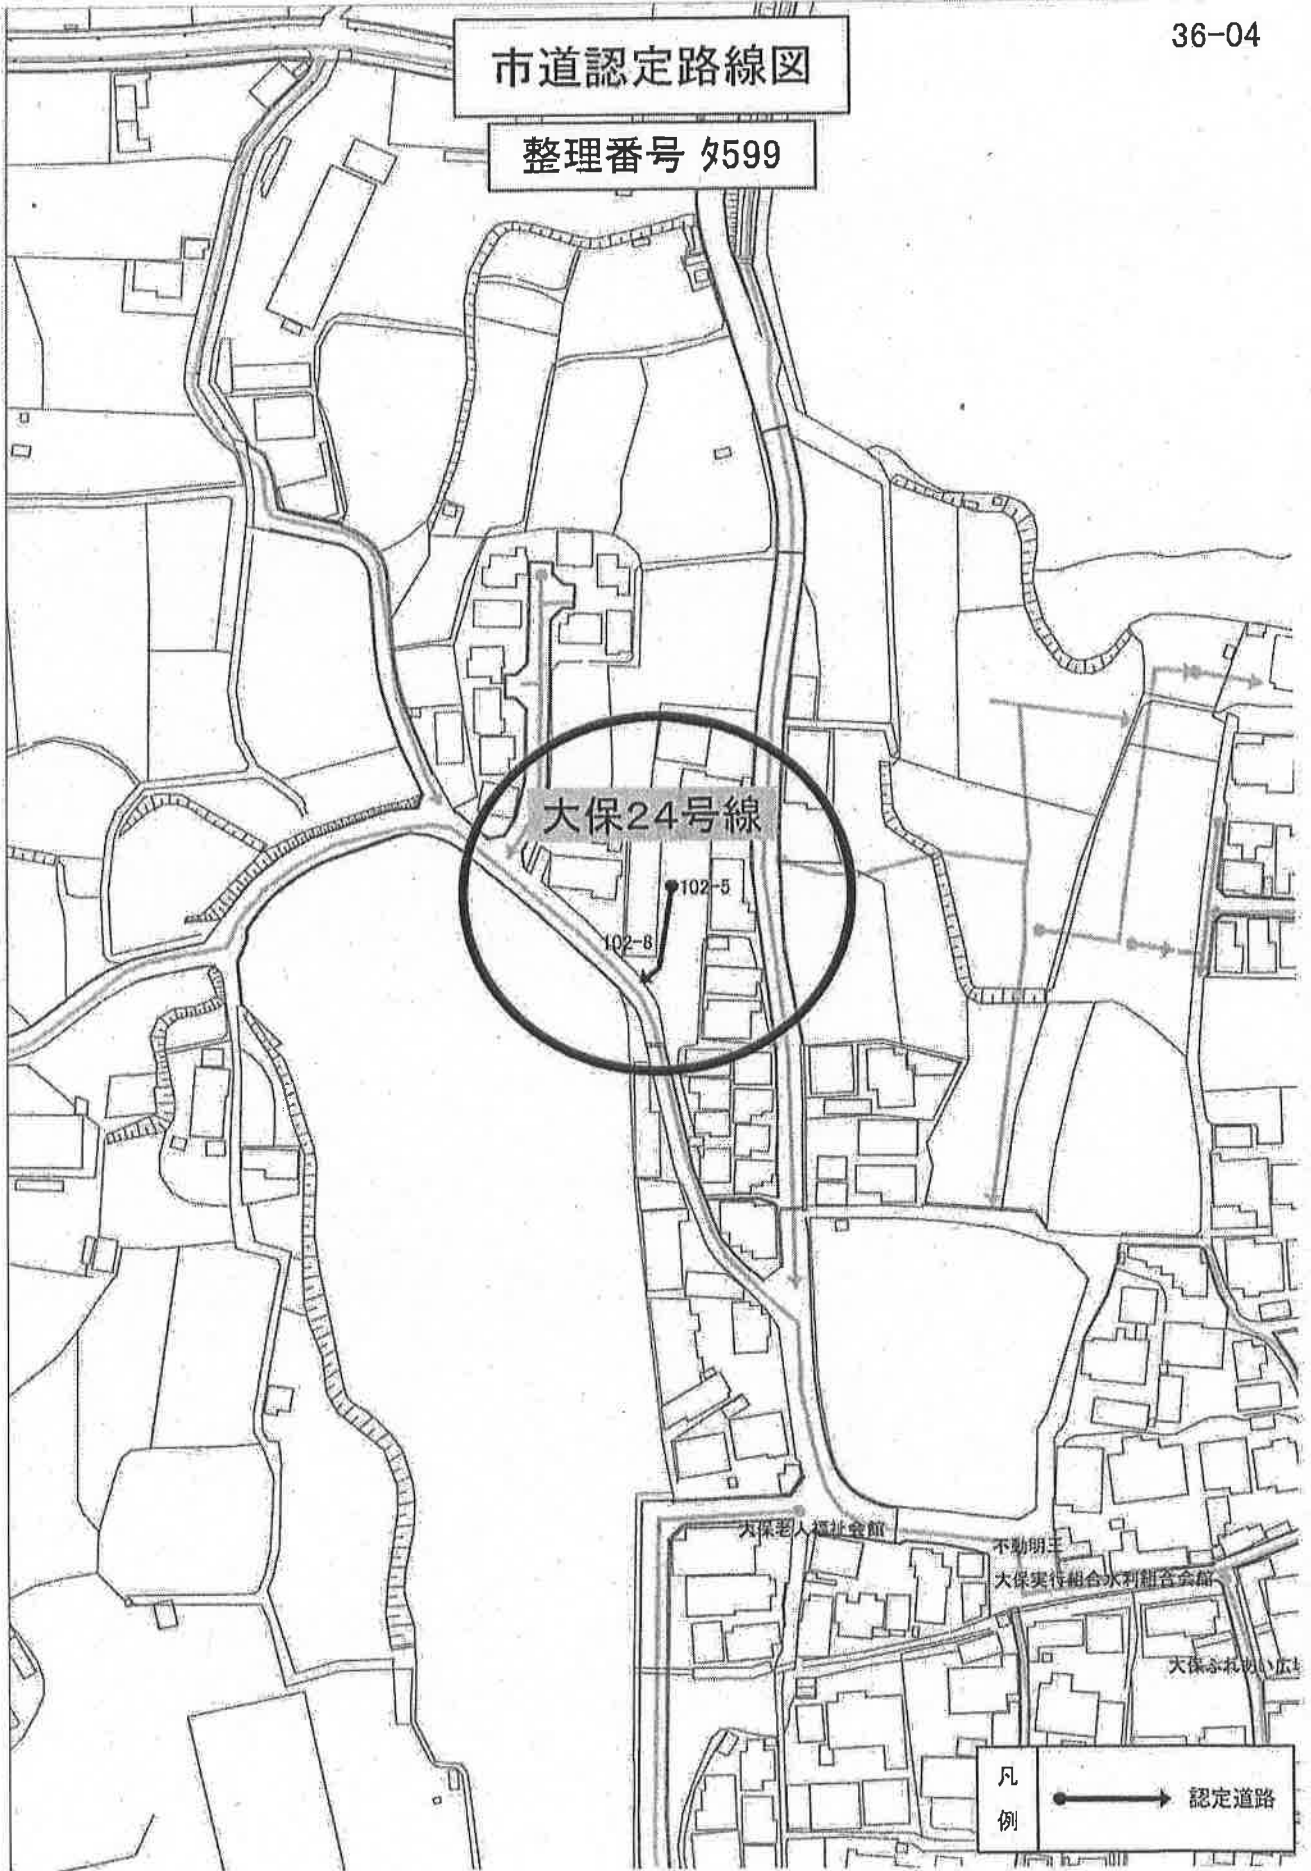 36-04
市道認定路線図
整理番号 ﾀ599
大保24号線
102-5
102-8
大保老人福祉会館
不動明王
大保実行組合水利組合会館
大保ふれあい広場
凡例
認定道路